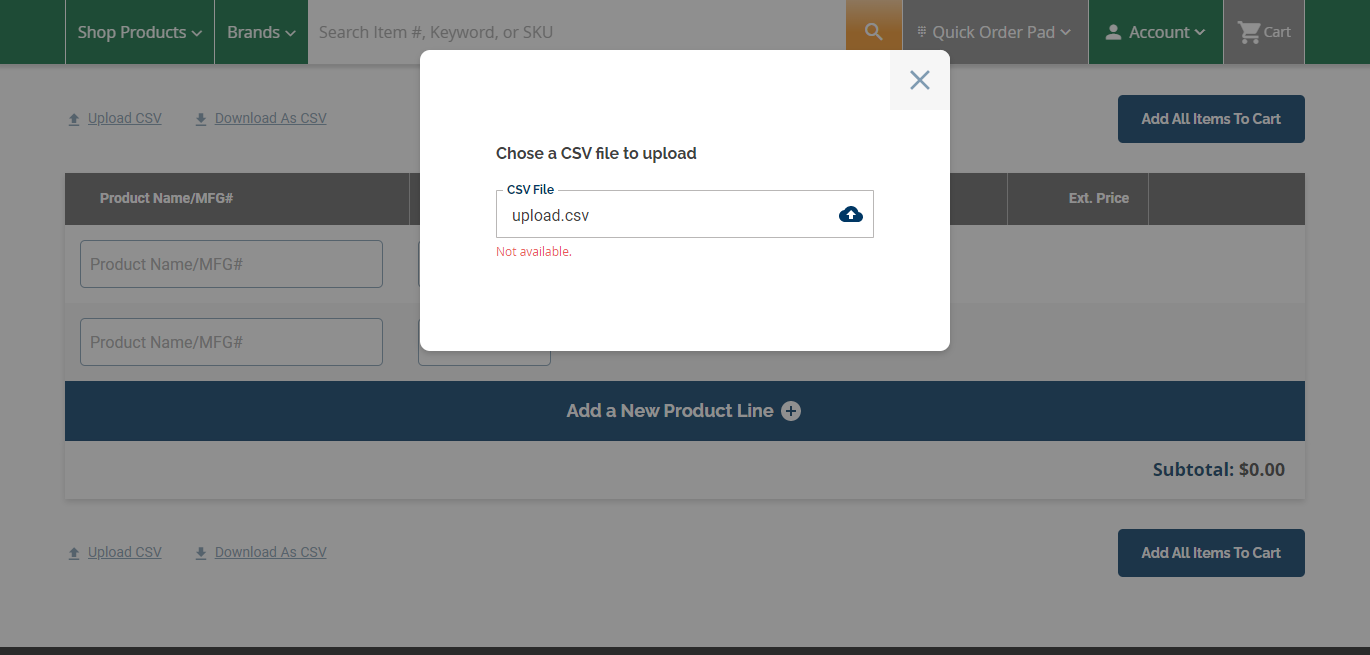 Shop Products
Brands
Search Item #, Keyword, or SKU
Quick Order Pad
Account
Cart
Upload CSV
Download As CSV
Add All Items To Cart
Chose a CSV file to upload
CSV File
upload.csv
Not available.
Product Name/MFG#
Ext. Price
Product Name/MFG#
Product Name/MFG#
Add a New Product Line
Subtotal: $0.00
Upload CSV
Download As CSV
Add All Items To Cart